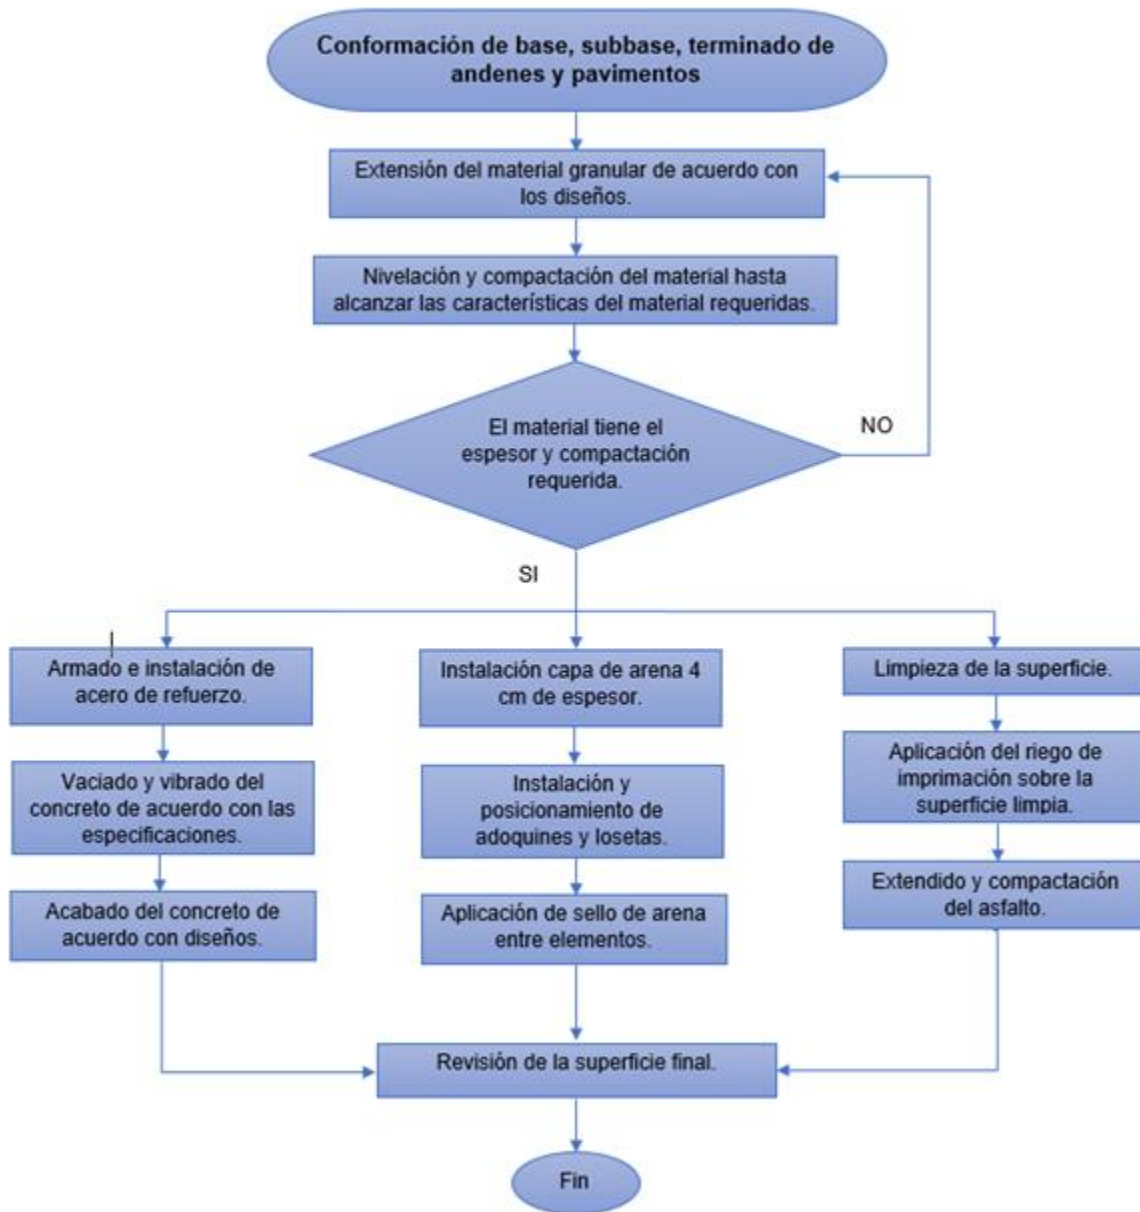 Conformación de base, subbase, terminado de
andenes y pavimentos
Extensión del material granular de acuerdo con
los diseños.
Nivelación y compactación del material hasta
alcanzar las características del material requeridas.
El material tiene el
espesor y compactación
requerida.
NO
SI
Armado e instalación de
acero de refuerzo.
Vaciado y vibrado del
concreto de acuerdo con las
especificaciones.
Acabado del concreto de
acuerdo con diseños.
Instalación capa de arena 4
cm de espesor.
Instalación y
posicionamiento de
adoquines y losetas.
Aplicación de sello de arena
entre elementos.
Limpieza de la superficie.
Aplicación del riego de
imprimación sobre la
superficie limpia.
Extendido y compactación
del asfalto.
Revisión de la superficie final.
Fin